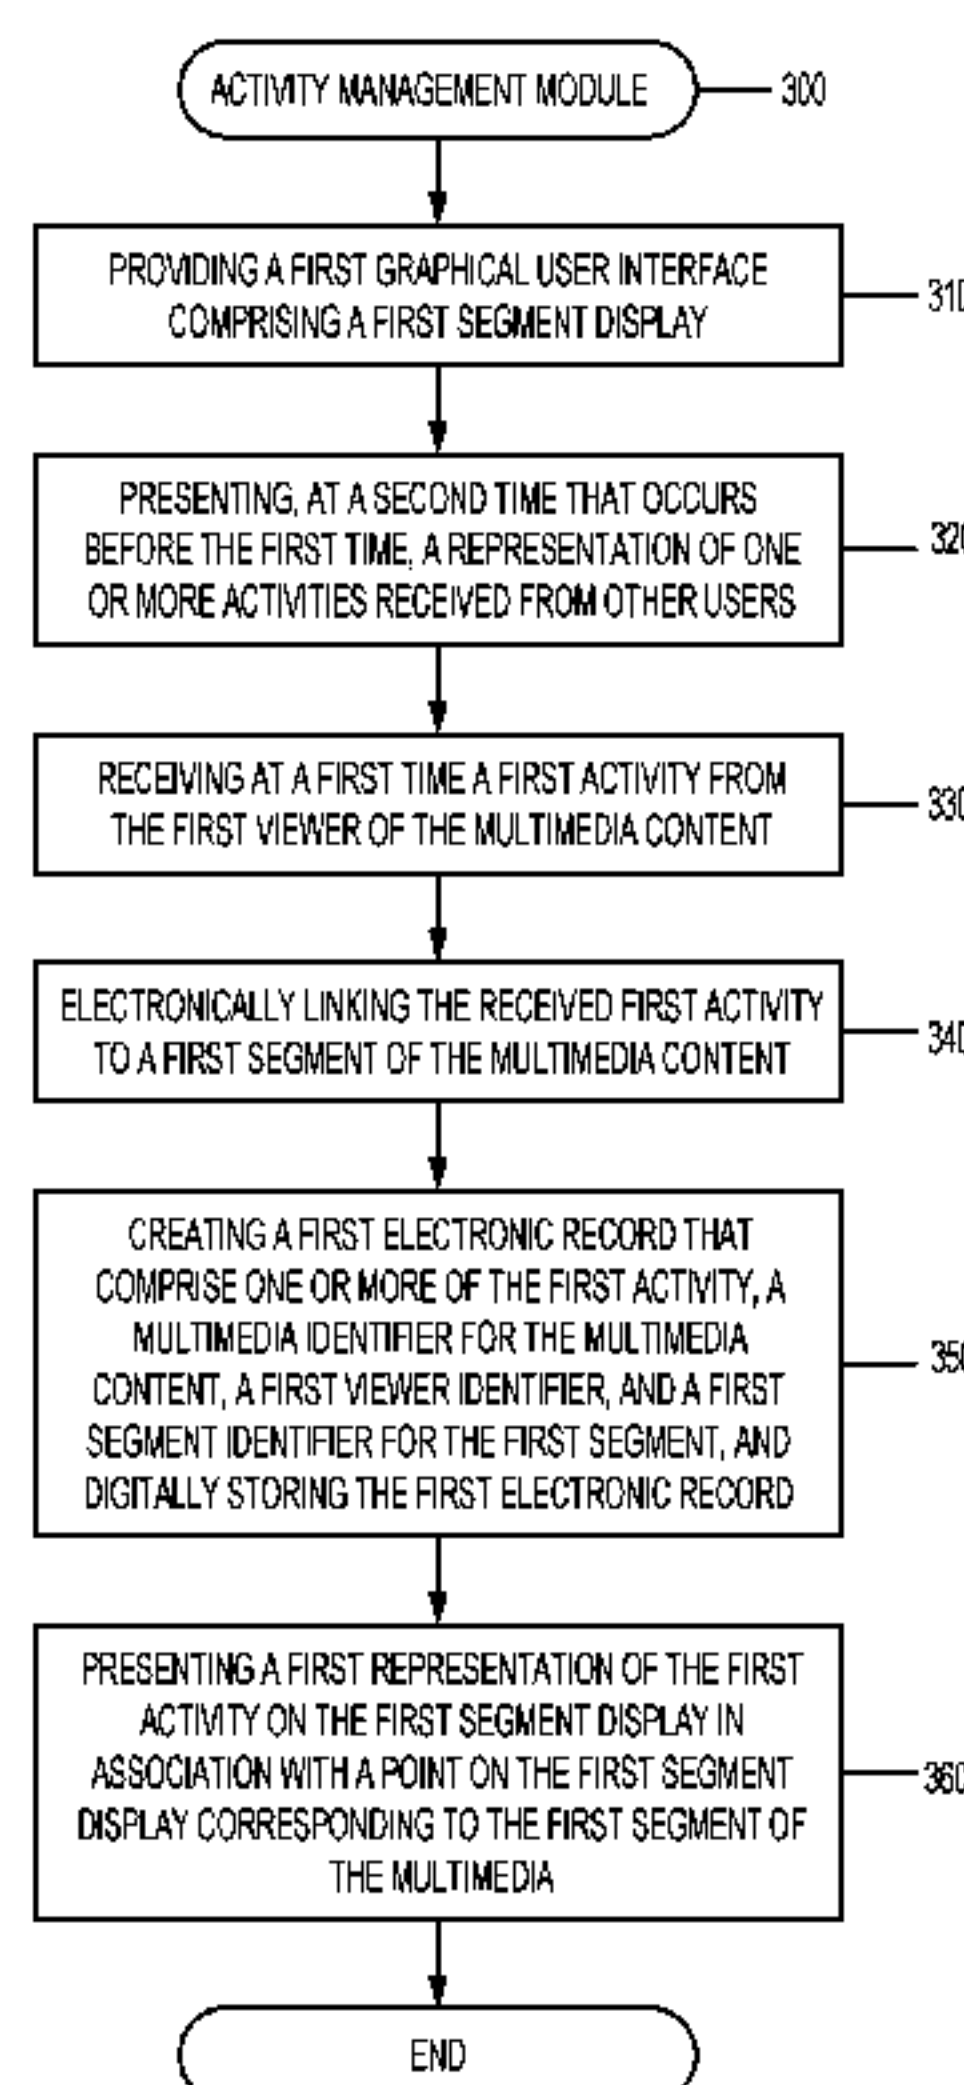 ACTIVITY MANAGEMENT MODULE
300
PROVIDING A FIRST GRAPHICAL USER INTERFACE
COMPRISING A FIRST SEGMENT DISPLAY
310
PRESENTING, AT A SECOND TIME THAT OCCURS
BEFORE THE FIRST TIME, A REPRESENTATION OF ONE
OR MORE ACTIVITIES RECEIVED FROM OTHER USERS
320
RECEIVING AT A FIRST TIME A FIRST ACTIVITY FROM
THE FIRST VIEWER OF THE MULTIMEDIA CONTENT
330
ELECTRONICALLY LINKING THE RECEIVED FIRST ACTIVITY
TO A FIRST SEGMENT OF THE MULTIMEDIA CONTENT
340
CREATING A FIRST ELECTRONIC RECORD THAT
COMPRISE ONE OR MORE OF THE FIRST ACTIVITY, A
MULTIMEDIA IDENTIFIER FOR THE MULTIMEDIA
CONTENT, A FIRST VIEWER IDENTIFIER, AND A FIRST
SEGMENT IDENTIFIER FOR THE FIRST SEGMENT, AND
DIGITALLY STORING THE FIRST ELECTRONIC RECORD
350
PRESENTING A FIRST REPRESENTATION OF THE FIRST
ACTIVITY ON THE FIRST SEGMENT DISPLAY IN
ASSOCIATION WITH A POINT ON THE FIRST SEGMENT
DISPLAY CORRESPONDING TO THE FIRST SEGMENT OF
THE MULTIMEDIA
360
END